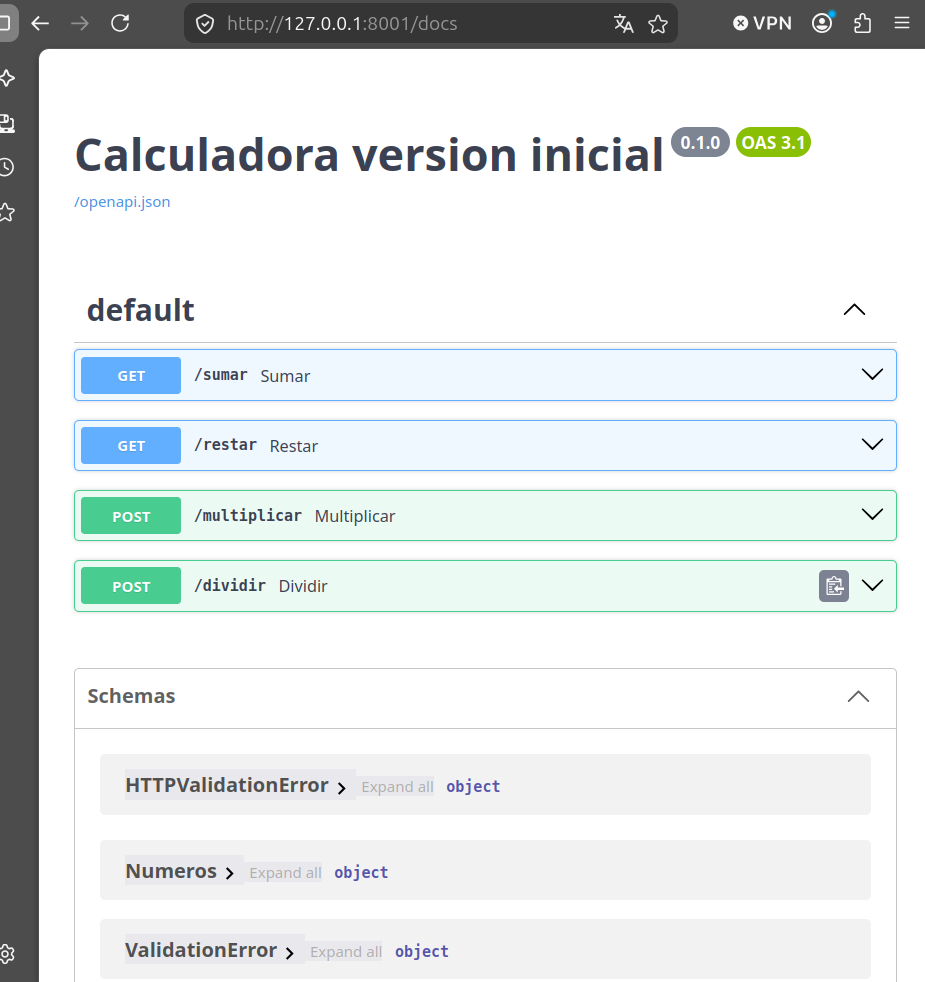 http://127.0.0.1:8001/docs
VPN
Calculadora version inicial 0.1.0 OAS 3.1
/openapi.json
default
GET /sumar Sumar
GET /restar Restar
POST /multiplicar Multiplicar
POST /dividir Dividir
Schemas
HTTPValidationError Expand all object
Numeros Expand all object
ValidationError Expand all object